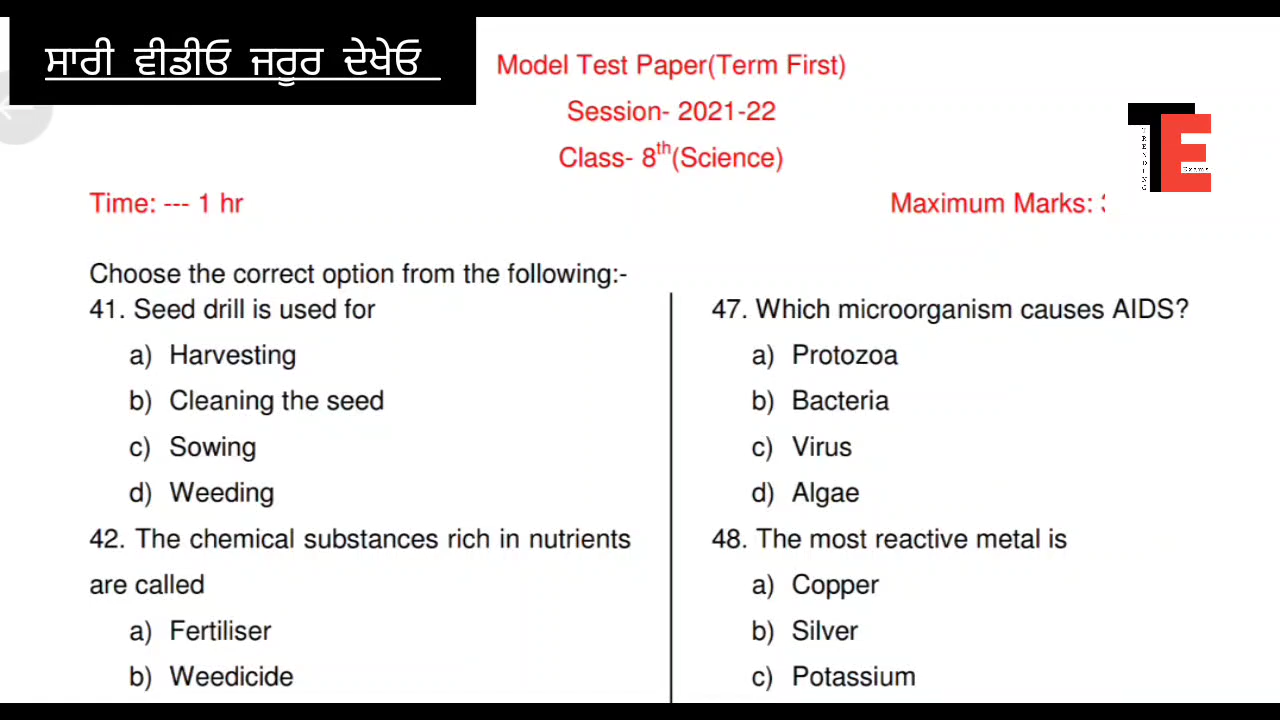 ਸਾਰੀ ਵੀਡੀਓ ਜਰੂਰ ਦੇਖੇਓ
Model Test Paper(Term First)
Session- 2021-22
Class- 8th(Science)
TE
TRENDING
Time: --- 1 hr
Maximum Marks:
Choose the correct option from the following:-
41. Seed drill is used for
a) Harvesting
b) Cleaning the seed
c) Sowing
d) Weeding
42. The chemical substances rich in nutrients
are called
a) Fertiliser
b) Weedicide
47. Which microorganism causes AIDS?
a) Protozoa
b) Bacteria
c) Virus
d) Algae
48. The most reactive metal is
a) Copper
b) Silver
c) Potassium